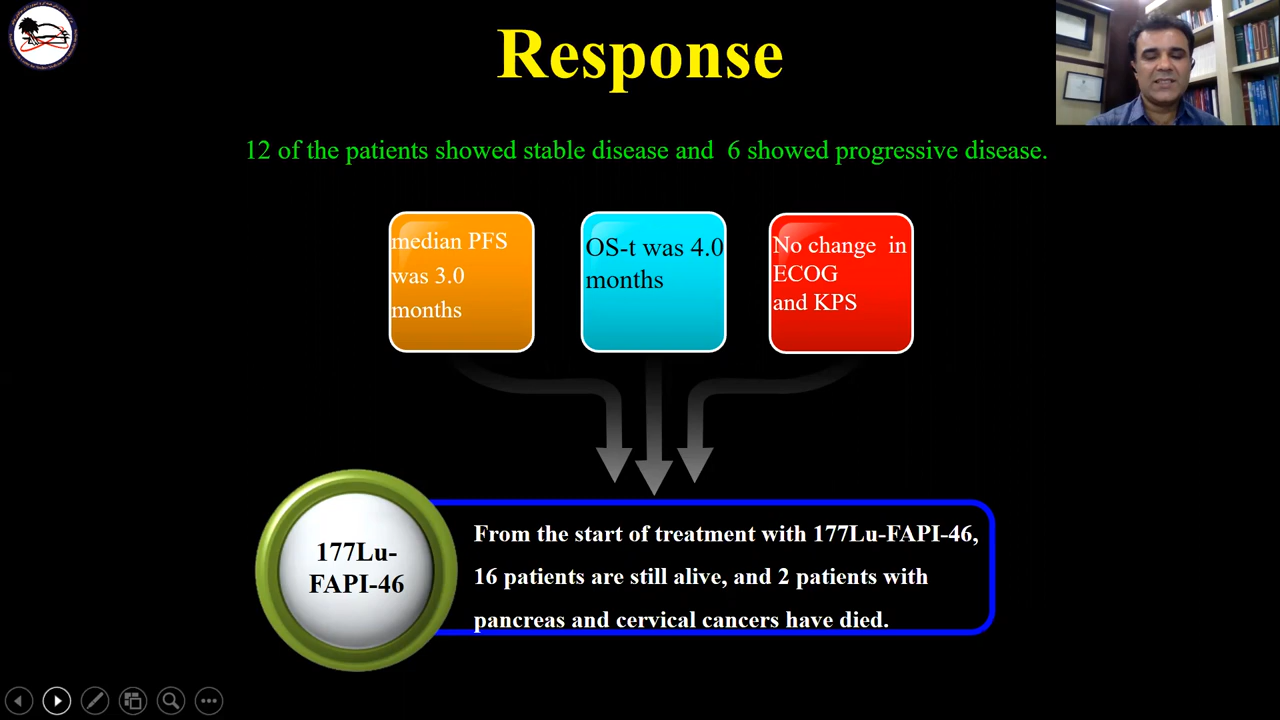 Response
12 of the patients showed stable disease and 6 showed progressive disease.
median PFS
was 3.0
months
OS-t was 4.0
months
No change in
ECOG
and KPS
177Lu-
FAPI-46
From the start of treatment with 177Lu-FAPI-46,
16 patients are still alive, and 2 patients with
pancreas and cervical cancers have died.